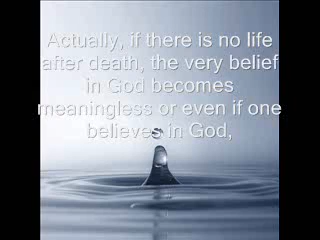 Actually, if there is no life
after death, the very belief
in God becomes
meaningless or even if one
believes in God,